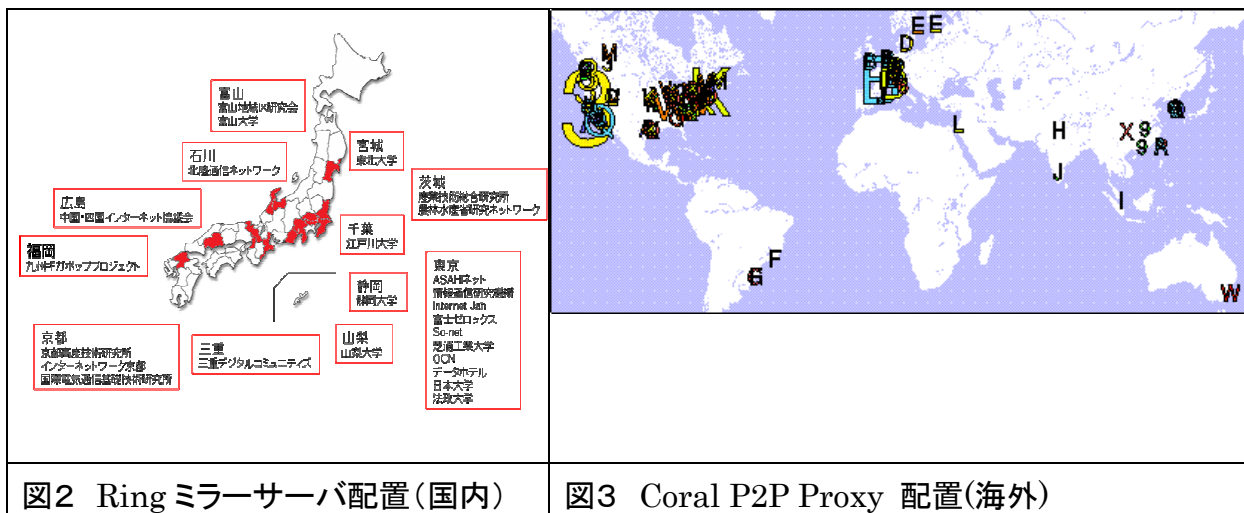 富山
富山地域IX研究会
富山大学
石川
北陸通信ネットワーク
広島
中国・四国インターネット協議会
福岡
九州ギガポッププロジェクト
宮城
東北大学
茨城
産業技術総合研究所
農林水産省研究ネットワーク
千葉
江戸川大学
静岡
静岡大学
山梨
山梨大学
三重
三重デジタルコミュニティズ
京都
京都高度技術研究所
インターネットワーク京都
国際電気通信基礎技術研究所
東京
ASAHIネット
情報通信研究機構
Internet Jah
富士ゼロックス
So-net
芝浦工業大学
OCN
データホテル
日本大学
法政大学
E E
D
L
H
J
X 9
9 R
I
F
G
W
図2 Ring ミラーサーバ配置(国内)
図3 Coral P2P Proxy 配置(海外)